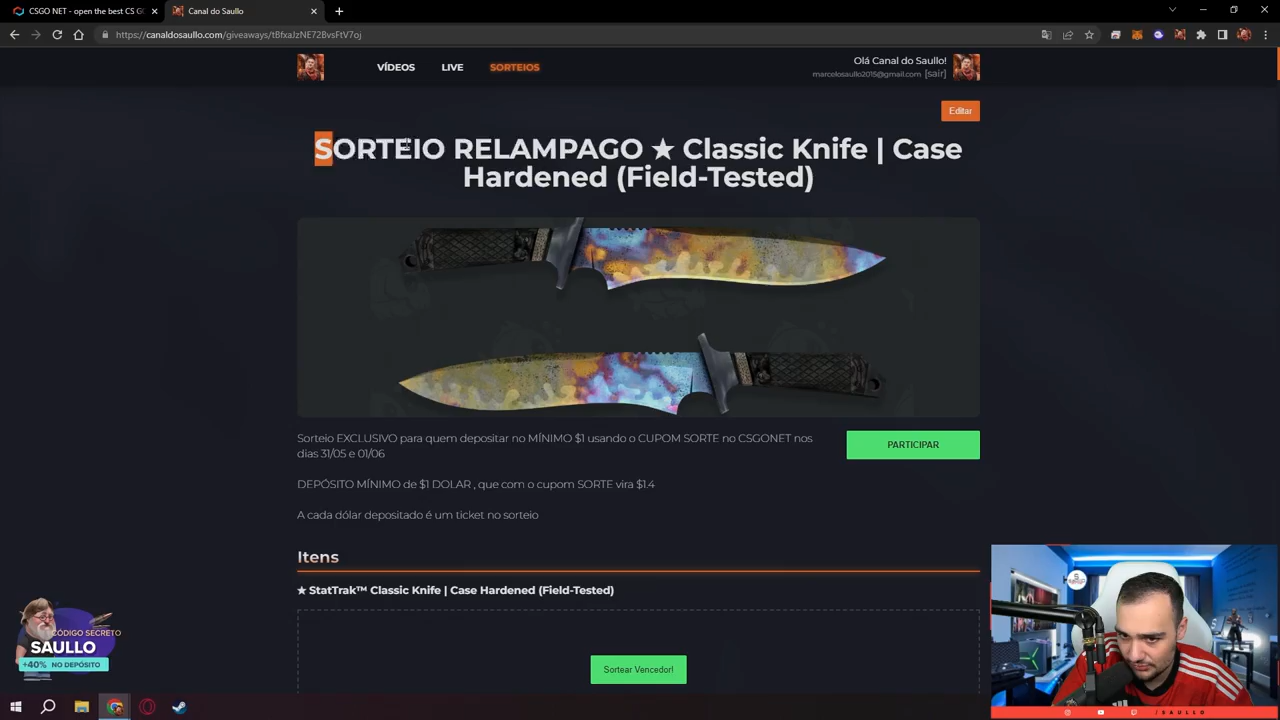 CSGO NET - open the best CS G
Canal do Saullo
https://canaldosaullo.com/giveaways/tBfxaJzNE72BvsFtV7oj
VÍDEOS
LIVE
SORTEIOS
Olá Canal do Saullo!
marcelosaullo2015@gmail.com [sair]
Editar
SORTEIO RELAMPAGO ★ Classic Knife | Case
Hardened (Field-Tested)
Sorteio EXCLUSIVO para quem depositar no MÍNIMO $1 usando o CUPOM SORTE no CSGONET nos
dias 31/05 e 01/06
PARTICIPAR
DEPÓSITO MÍNIMO de $1 DOLAR , que com o cupom SORTE vira $1.4
A cada dólar depositado é um ticket no sorteio
Itens
★ StatTrak™ Classic Knife | Case Hardened (Field-Tested)
Sortear Vencedor!
CÓDIGO SECRETO
SAULLO
+40% NO DEPÓSITO
/SAULLO